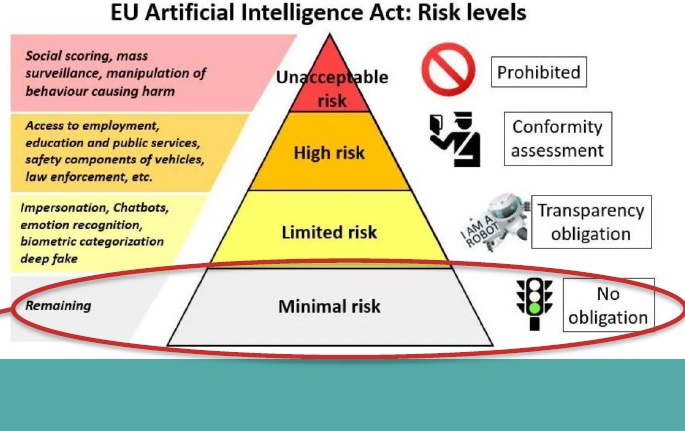 EU Artificial Intelligence Act: Risk levels
Social scoring, mass
surveillance, manipulation of
behaviour causing harm
Unacceptable
risk
Prohibited
Access to employment,
education and public services,
safety components of vehicles,
law enforcement, etc.
High risk
Conformity
assessment
Impersonation, Chatbots,
emotion recognition,
biometric categorization
deep fake
Limited risk
I AM A
ROBOT
Transparency
obligation
Remaining
Minimal risk
No
obligation